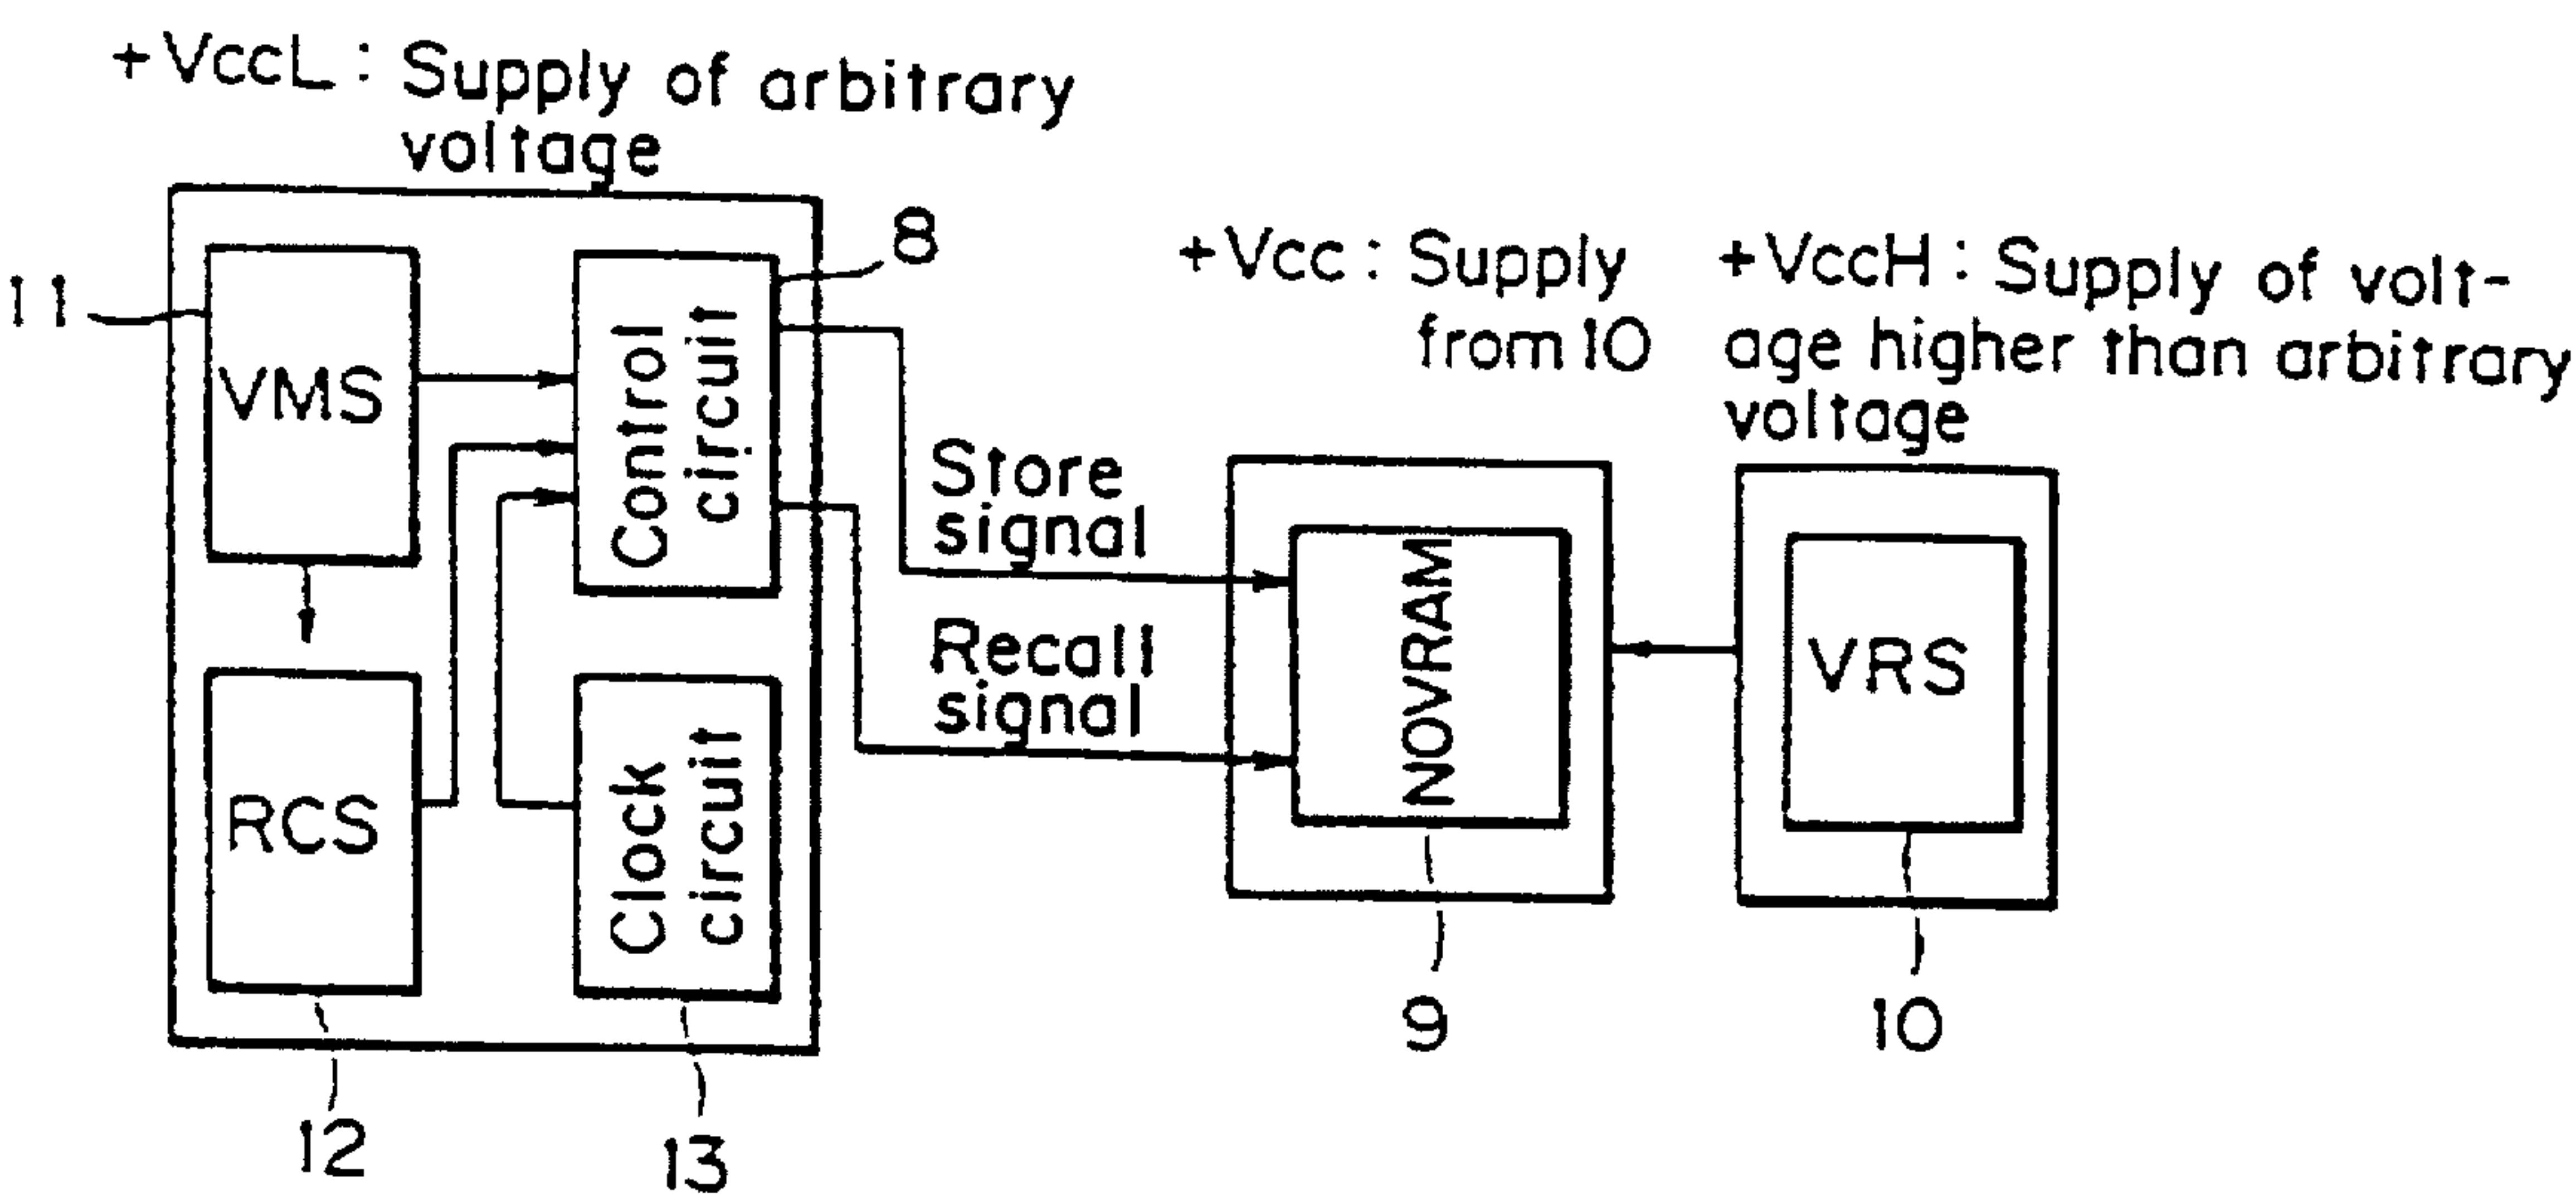 +VccL : Supply of arbitrary
voltage
8
11
VMS
Control
circuit
RCS
Clock
circuit
12
13
Store
signal
Recall
signal
+Vcc : Supply
from 10
NOVRAM
9
+VccH : Supply of volt-
age higher than arbitrary
voltage
VRS
10